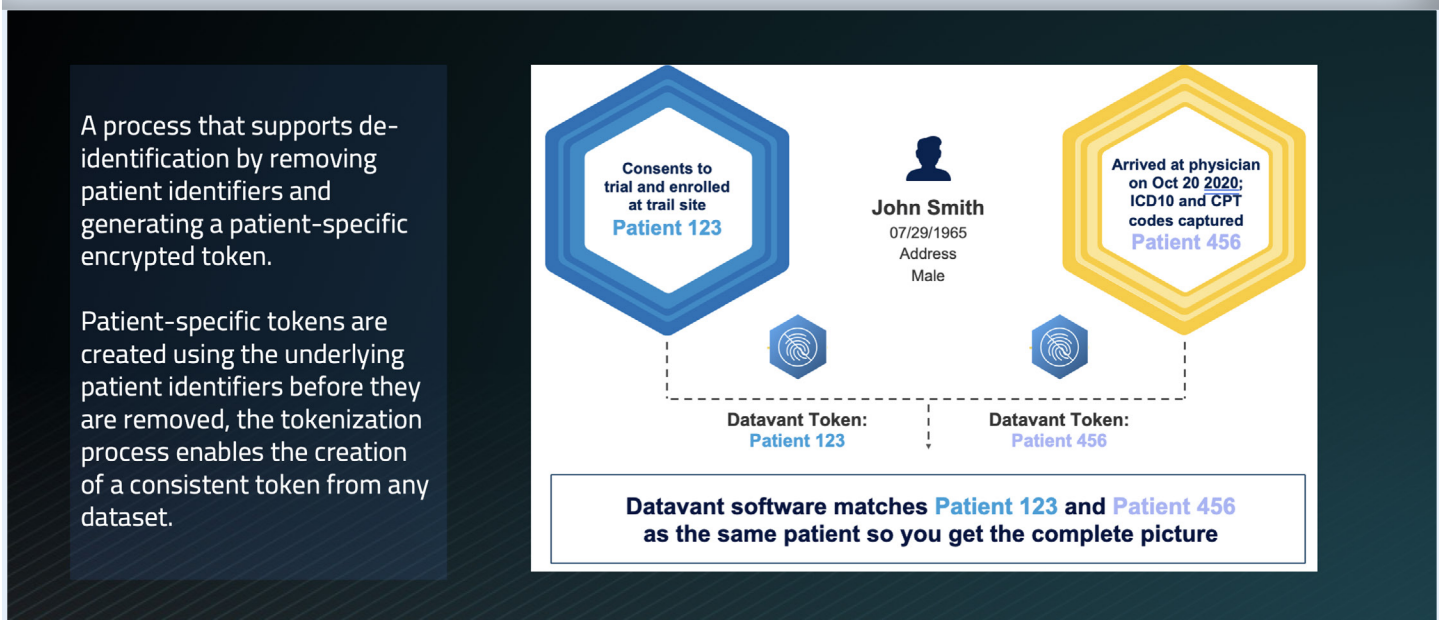 A process that supports de-
identification by removing
patient identifiers and
generating a patient-specific
encrypted token.
Patient-specific tokens are
created using the underlying
patient identifiers before they
are removed, the tokenization
process enables the creation
of a consistent token from any
dataset.
Consents to
trial and enrolled
at trail site
Patient 123
John Smith
07/29/1965
Address
Male
Arrived at physician
on Oct 20 2020;
ICD10 and CPT
codes captured
Patient 456
Datavant Token:
Patient 123
Datavant Token:
Patient 456
Datavant software matches Patient 123 and Patient 456
as the same patient so you get the complete picture